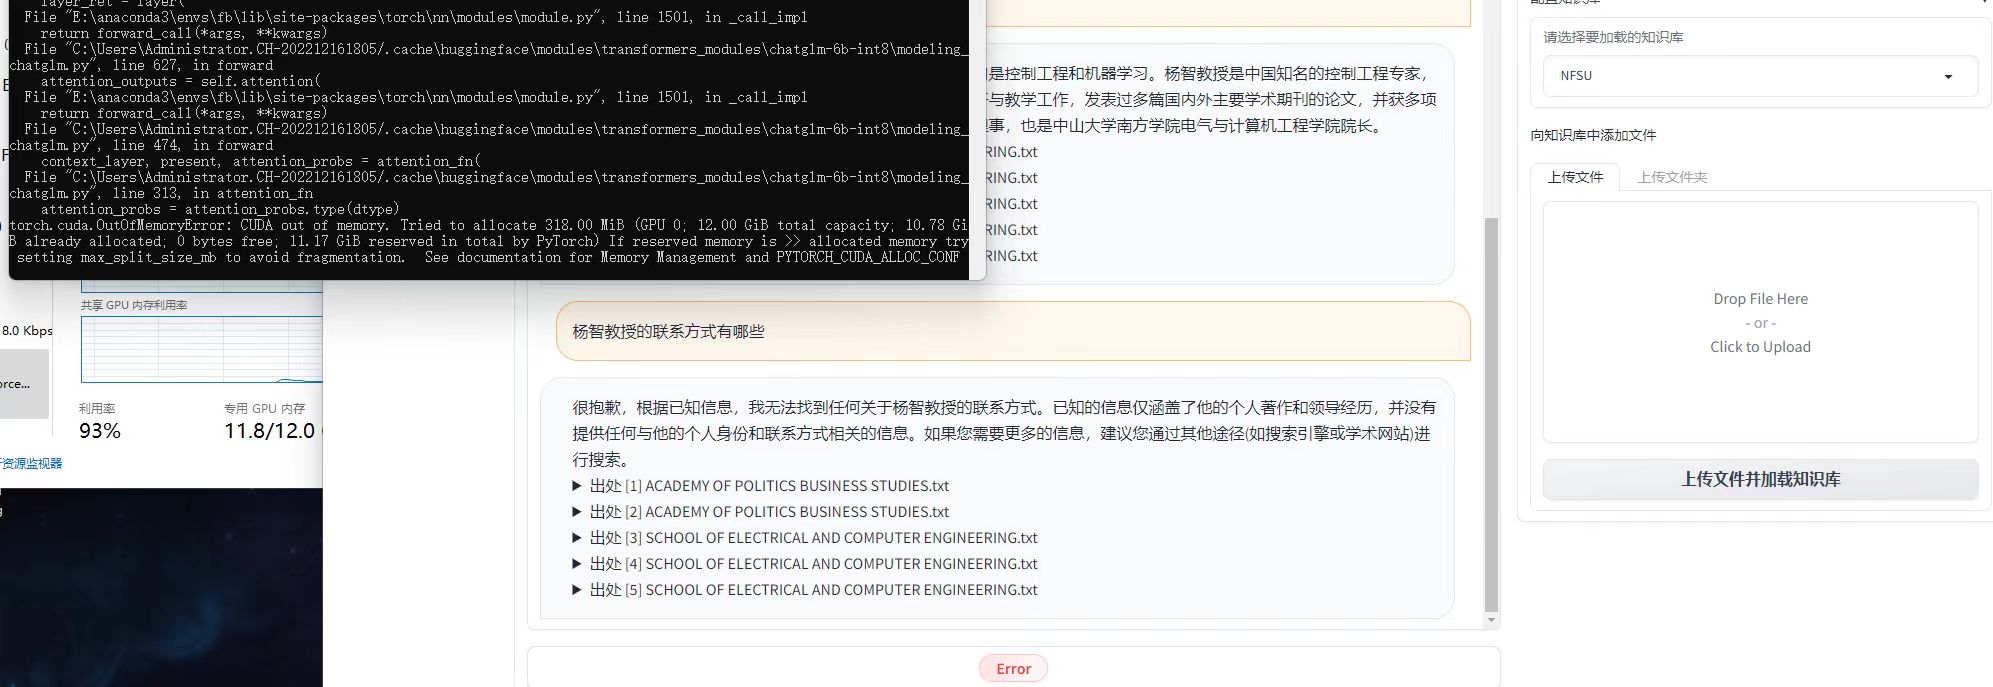 layer_ret = layer(
File "E:\anaconda3\envs\fb\lib\site-packages\torch\nn\modules\module.py", line 1501, in _call_impl
return forward_call(*args, **kwargs)
File "C:\Users\Administrator.CH-202212161805/.cache\huggingface\modules\transformers_modules\chatglm-6b-int8\modeling_
chatglm.py", line 627, in forward
attention_outputs = self.attention(
File "E:\anaconda3\envs\fb\lib\site-packages\torch\nn\modules\module.py", line 1501, in _call_impl
return forward_call(*args, **kwargs)
File "C:\Users\Administrator.CH-202212161805/.cache\huggingface\modules\transformers_modules\chatglm-6b-int8\modeling_
chatglm.py", line 474, in forward
context_layer, present, attention_probs = attention_fn(
File "C:\Users\Administrator.CH-202212161805/.cache\huggingface\modules\transformers_modules\chatglm-6b-int8\modeling_
chatglm.py", line 313, in attention_fn
attention_probs = attention_probs.type(dtype)
torch.cuda.OutOfMemoryError: CUDA out of memory. Tried to allocate 318.00 MiB (GPU 0; 12.00 GiB total capacity; 10.78 Gi
B already allocated; 0 bytes free; 11.17 GiB reserved in total by PyTorch) If reserved memory is >> allocated memory try
setting max_split_size_mb to avoid fragmentation.  See documentation for Memory Management and PYTORCH_CUDA_ALLOC_CONF
共享 GPU 内存利用率
8.0 Kbps
orce...
利用率
专用 GPU 内存
93%
11.8/12.0
资源监视器
是控制工程和机器学习。杨智教授是中国知名的控制工程专家，
与教学工作，发表过多篇国内外主要学术期刊的论文，并获多项
事，也是中山大学南方学院电气与计算机工程学院院长。
RING.txt
RING.txt
RING.txt
RING.txt
RING.txt
杨智教授的联系方式有哪些
很抱歉，根据已知信息，我无法找到任何关于杨智教授的联系方式。已知的信息仅涵盖了他的个人著作和领导经历，并没有
提供任何与他的个人身份和联系方式相关的信息。如果您需要更多的信息，建议您通过其他途径(如搜索引擎或学术网站)进
行搜索。
▶ 出处 [1] ACADEMY OF POLITICS BUSINESS STUDIES.txt
▶ 出处 [2] ACADEMY OF POLITICS BUSINESS STUDIES.txt
▶ 出处 [3] SCHOOL OF ELECTRICAL AND COMPUTER ENGINEERING.txt
▶ 出处 [4] SCHOOL OF ELECTRICAL AND COMPUTER ENGINEERING.txt
▶ 出处 [5] SCHOOL OF ELECTRICAL AND COMPUTER ENGINEERING.txt
Error
请选择要加载的知识库
NFSU
向知识库中添加文件
上传文件
上传文件夹
Drop File Here
- or -
Click to Upload
上传文件并加载知识库